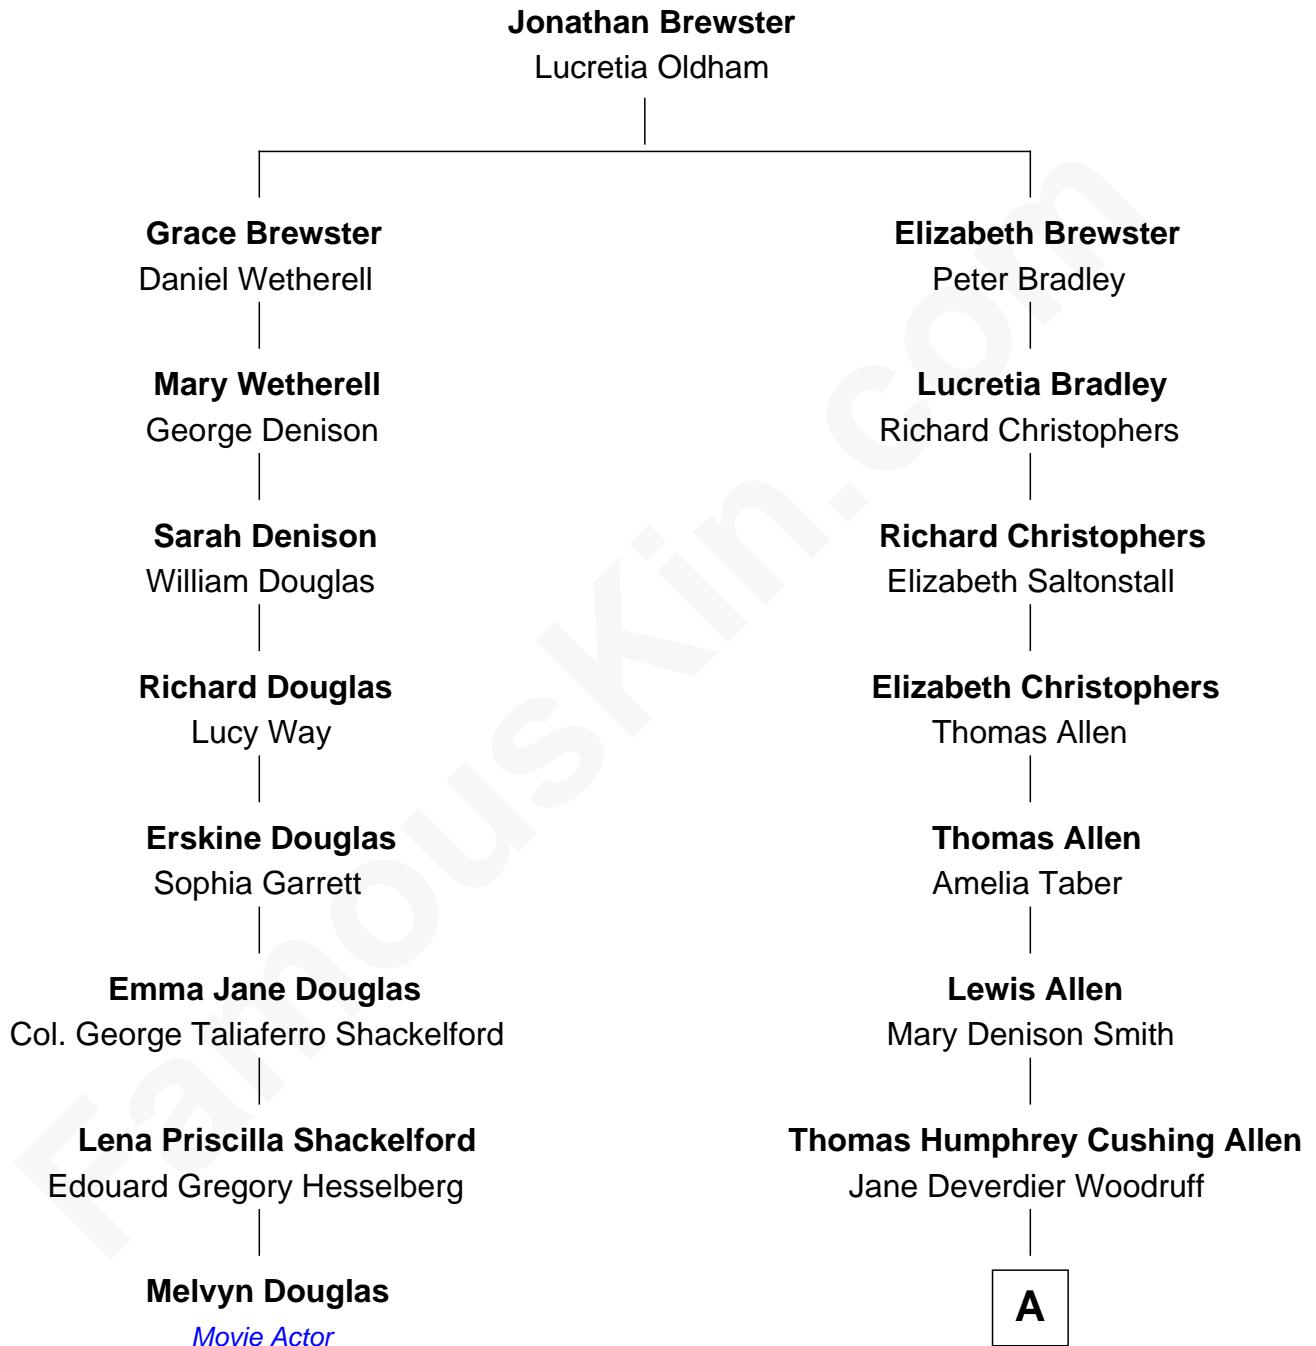 Jonathan Brewster
Lucretia Oldham
Grace Brewster
Daniel Wetherell
Elizabeth Brewster
Peter Bradley
Mary Wetherell
George Denison
Lucretia Bradley
Richard Christophers
Sarah Denison
William Douglas
Richard Christophers
Elizabeth Saltonstall
Richard Douglas
Lucy Way
Elizabeth Christophers
Thomas Allen
Erskine Douglas
Sophia Garrett
Thomas Allen
Amelia Taber
Emma Jane Douglas
Col. George Taliaferro Shackelford
Lewis Allen
Mary Denison Smith
Lena Priscilla Shackelford
Edouard Gregory Hesselberg
Thomas Humphrey Cushing Allen
Jane Deverdier Woodruff
Melvyn Douglas
Movie Actor
A
FamousKin.com